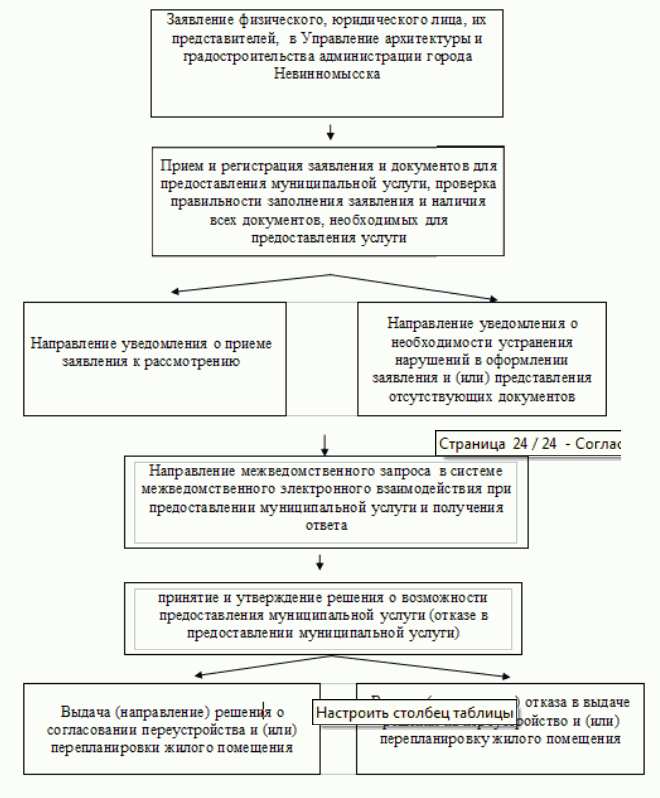 Заявление физического, юридического лица, их
представителей, в Управление архитектуры и
градостроительства администрации города
Невинномысска
Прием и регистрация заявления и документов для
предоставления муниципальной услуги, проверка
правильности заполнения заявления и наличия
всех документов, необходимых для
предоставления услуги
Направление уведомления о приеме
заявления к рассмотрению
Направление уведомления о
необходимости устранения
нарушений в оформлении
заявления и (или) представления
отсутствующих документов
Страница 24 / 24 - Соглас
Направление межведомственного запроса в системе
межведомственного электронного взаимодействия при
предоставлении муниципальной услуги и получения
ответа
принятие и утверждение решения о возможности
предоставления муниципальной услуги (отказе в
предоставлении муниципальной услуги)
Выдача (направление) решения о
согласовании переустройства и (или)
перепланировки жилого помещения
Настроить столбец таблицы
отказа в выдаче
и (или)
перепланировку жилого помещения